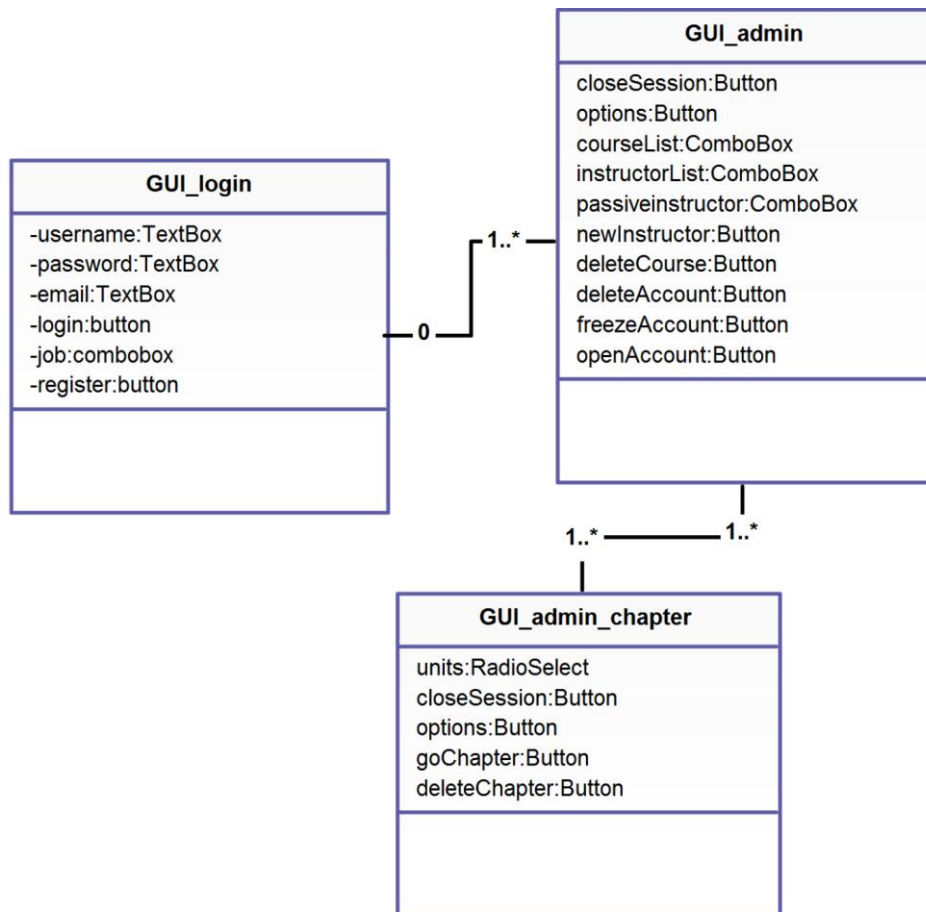 GUI_admin
closeSession:Button
options:Button
courseList:ComboBox
instructorList:ComboBox
passiveinstructor:ComboBox
newInstructor:Button
deleteCourse:Button
deleteAccount:Button
freezeAccount:Button
openAccount:Button
GUI_login
-username:TextBox
-password:TextBox
-email:TextBox
-login:button
-job:combobox
-register:button
1..*
0
1..*
1..*
GUI_admin_chapter
units:RadioSelect
closeSession:Button
options:Button
goChapter:Button
deleteChapter:Button